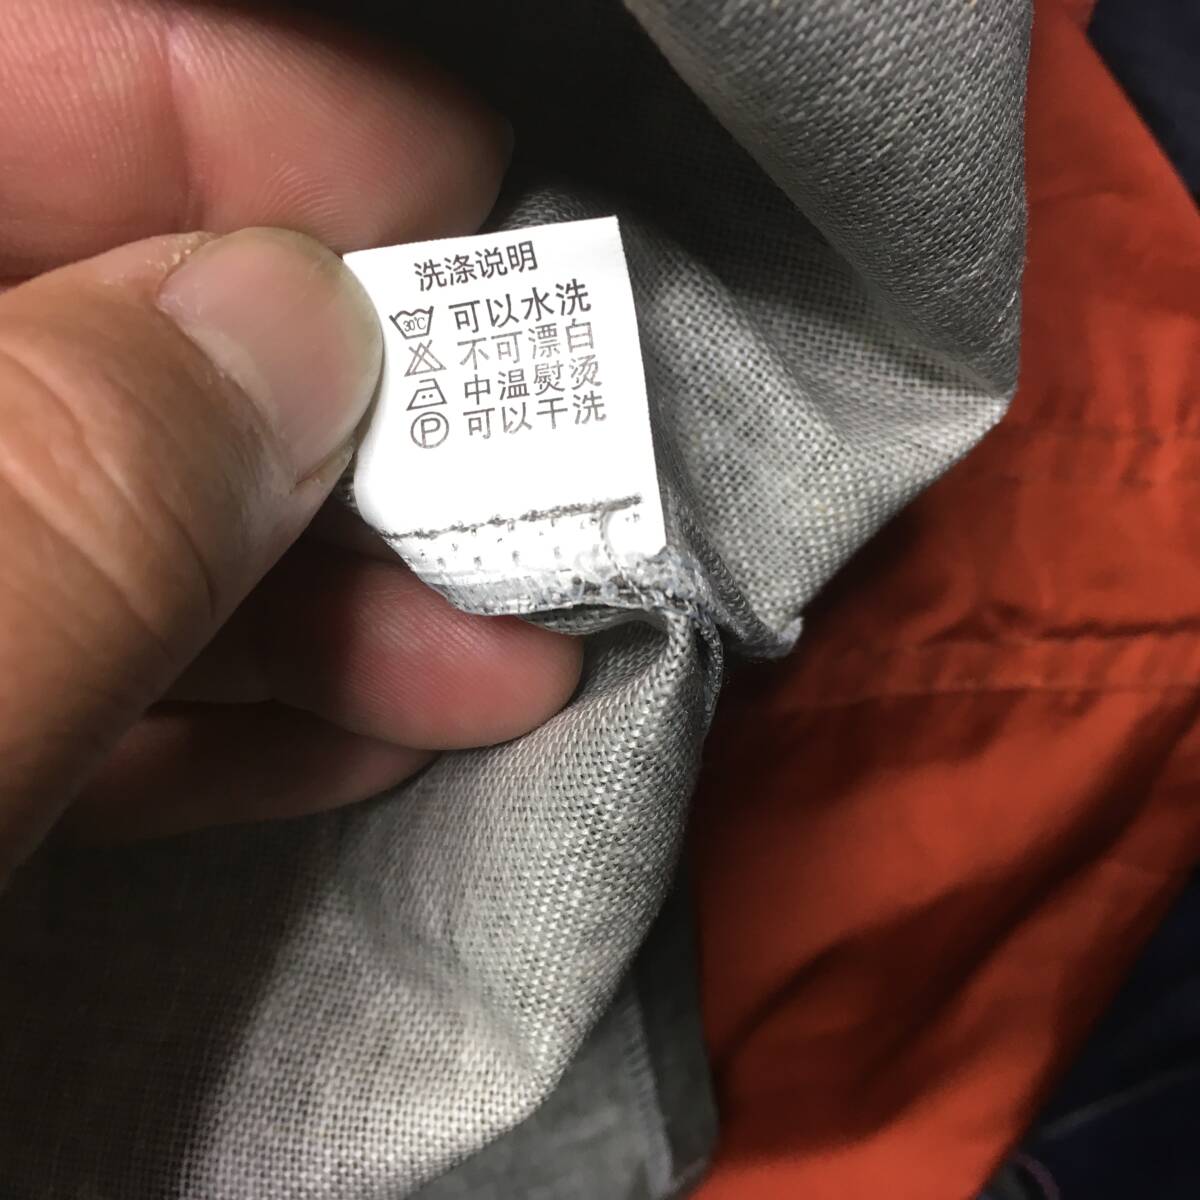 洗涤说明
30℃ 可以水洗
不可漂白
中温熨烫
P 可以干洗